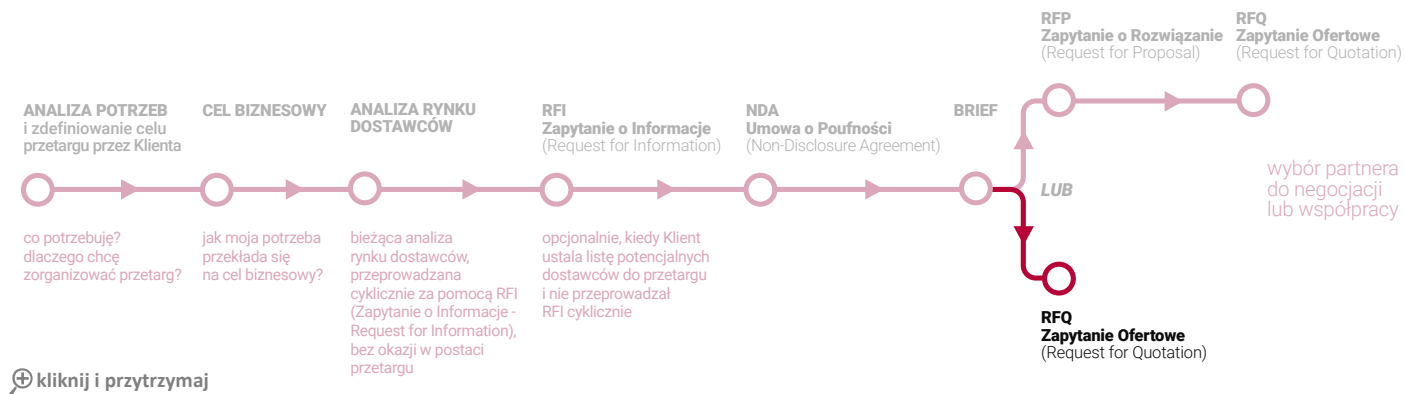 RFP
Zapytanie o Rozwiązanie
(Request for Proposal)
RFQ
Zapytanie Ofertowe
(Request for Quotation)
ANALIZA POTRZEB
i zdefiniowanie celu
przetargu przez Klienta
CEL BIZNESOWY
ANALIZA RYNKU
DOSTAWCÓW
RFI
Zapytanie o Informacje
(Request for Information)
NDA
Umowa o Poufności
(Non-Disclosure Agreement)
BRIEF
LUB
wybór partnera
do negocjacji
lub współpracy
co potrzebuję?
dlaczego chcę
zorganizować przetarg?
jak moja potrzeba
przekłada się
na cel biznesowy?
bieżąca analiza
rynku dostawców,
przeprowadzana
cyklicznie za pomocą RFI
(Zapytanie o Informacje -
Request for Information),
bez okazji w postaci
przetargu
opcjonalnie, kiedy Klient
ustala listę potencjalnych
dostawców do przetargu
i nie przeprowadzał
RFI cyklicznie
RFQ
Zapytanie Ofertowe
(Request for Quotation)
kliknij i przytrzymaj